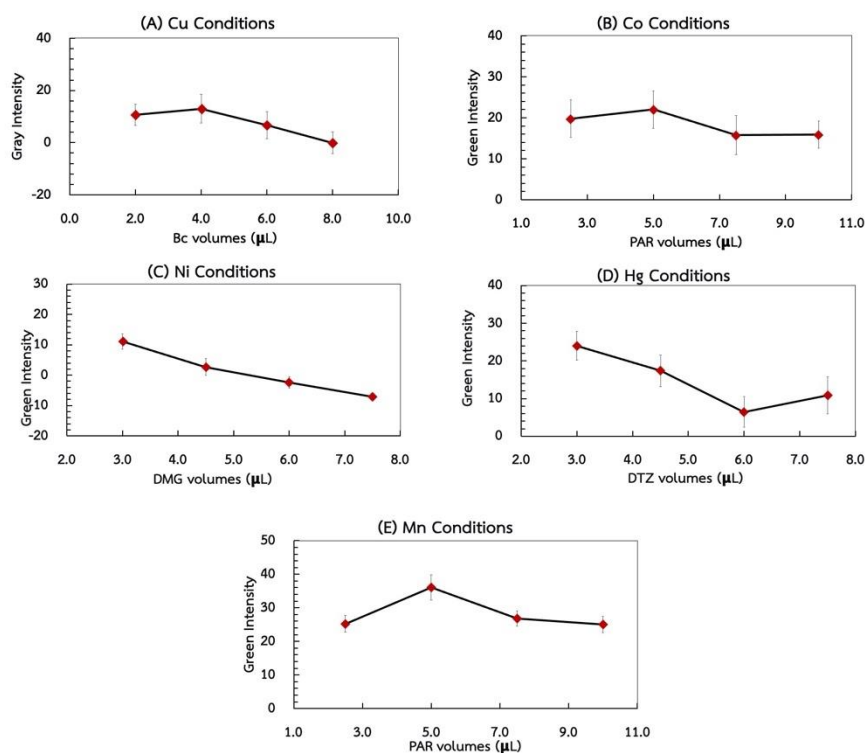 (A) Cu Conditions
Gray Intensity
40
20
0
-20
0.0 2.0 4.0 6.0 8.0 10.0
Bc volumes (µL)
(B) Co Conditions
Green Intensity
40
30
20
10
0
1.0 3.0 5.0 7.0 9.0 11.0
PAR volumes (µL)
(C) Ni Conditions
Green Intensity
30
20
10
0
-10
-20
2.0 3.0 4.0 5.0 6.0 7.0 8.0
DMG volumes (µL)
(D) Hg Conditions
Green Intensity
40
30
20
10
0
2.0 3.0 4.0 5.0 6.0 7.0 8.0
DTZ volumes (µL)
(E) Mn Conditions
Green Intensity
50
40
30
20
10
0
1.0 3.0 5.0 7.0 9.0 11.0
PAR volumes (µL)